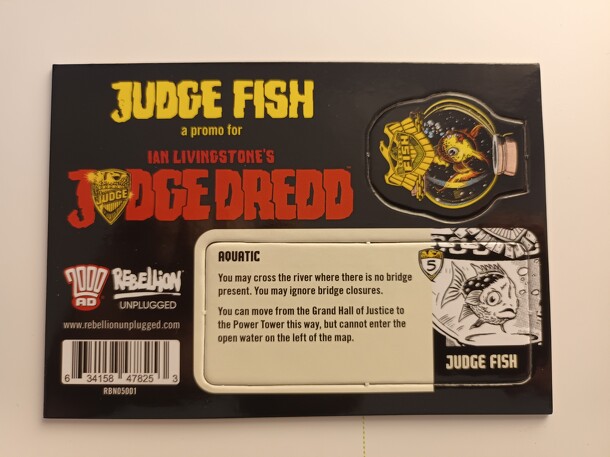 JUDGE FISH
a promo for
IAN LIVINGSTONE'S
JUDGE DREDD
JUDGE
FISH
2000 AD
REBELLION
UNPLUGGED
www.rebellionunplugged.com
6 34158 47825 3
RBND5001
AQUATIC
You may cross the river where there is no bridge
present. You may ignore bridge closures.
You can move from the Grand Hall of Justice to
the Power Tower this way, but cannot enter the
open water on the left of the map.
5
JUDGE FISH